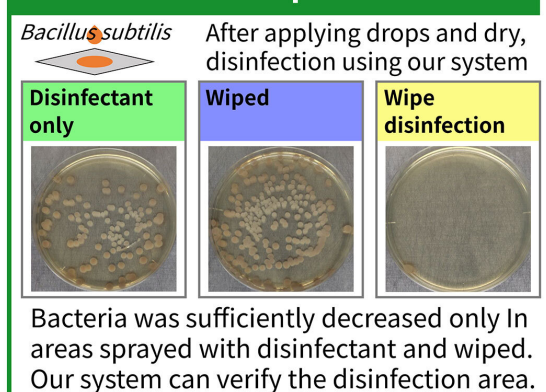 Bacillus subtilis
After applying drops and dry,
disinfection using our system
Disinfectant
only
Wiped
Wipe
disinfection
Bacteria was sufficiently decreased only In
areas sprayed with disinfectant and wiped.
Our system can verify the disinfection area.